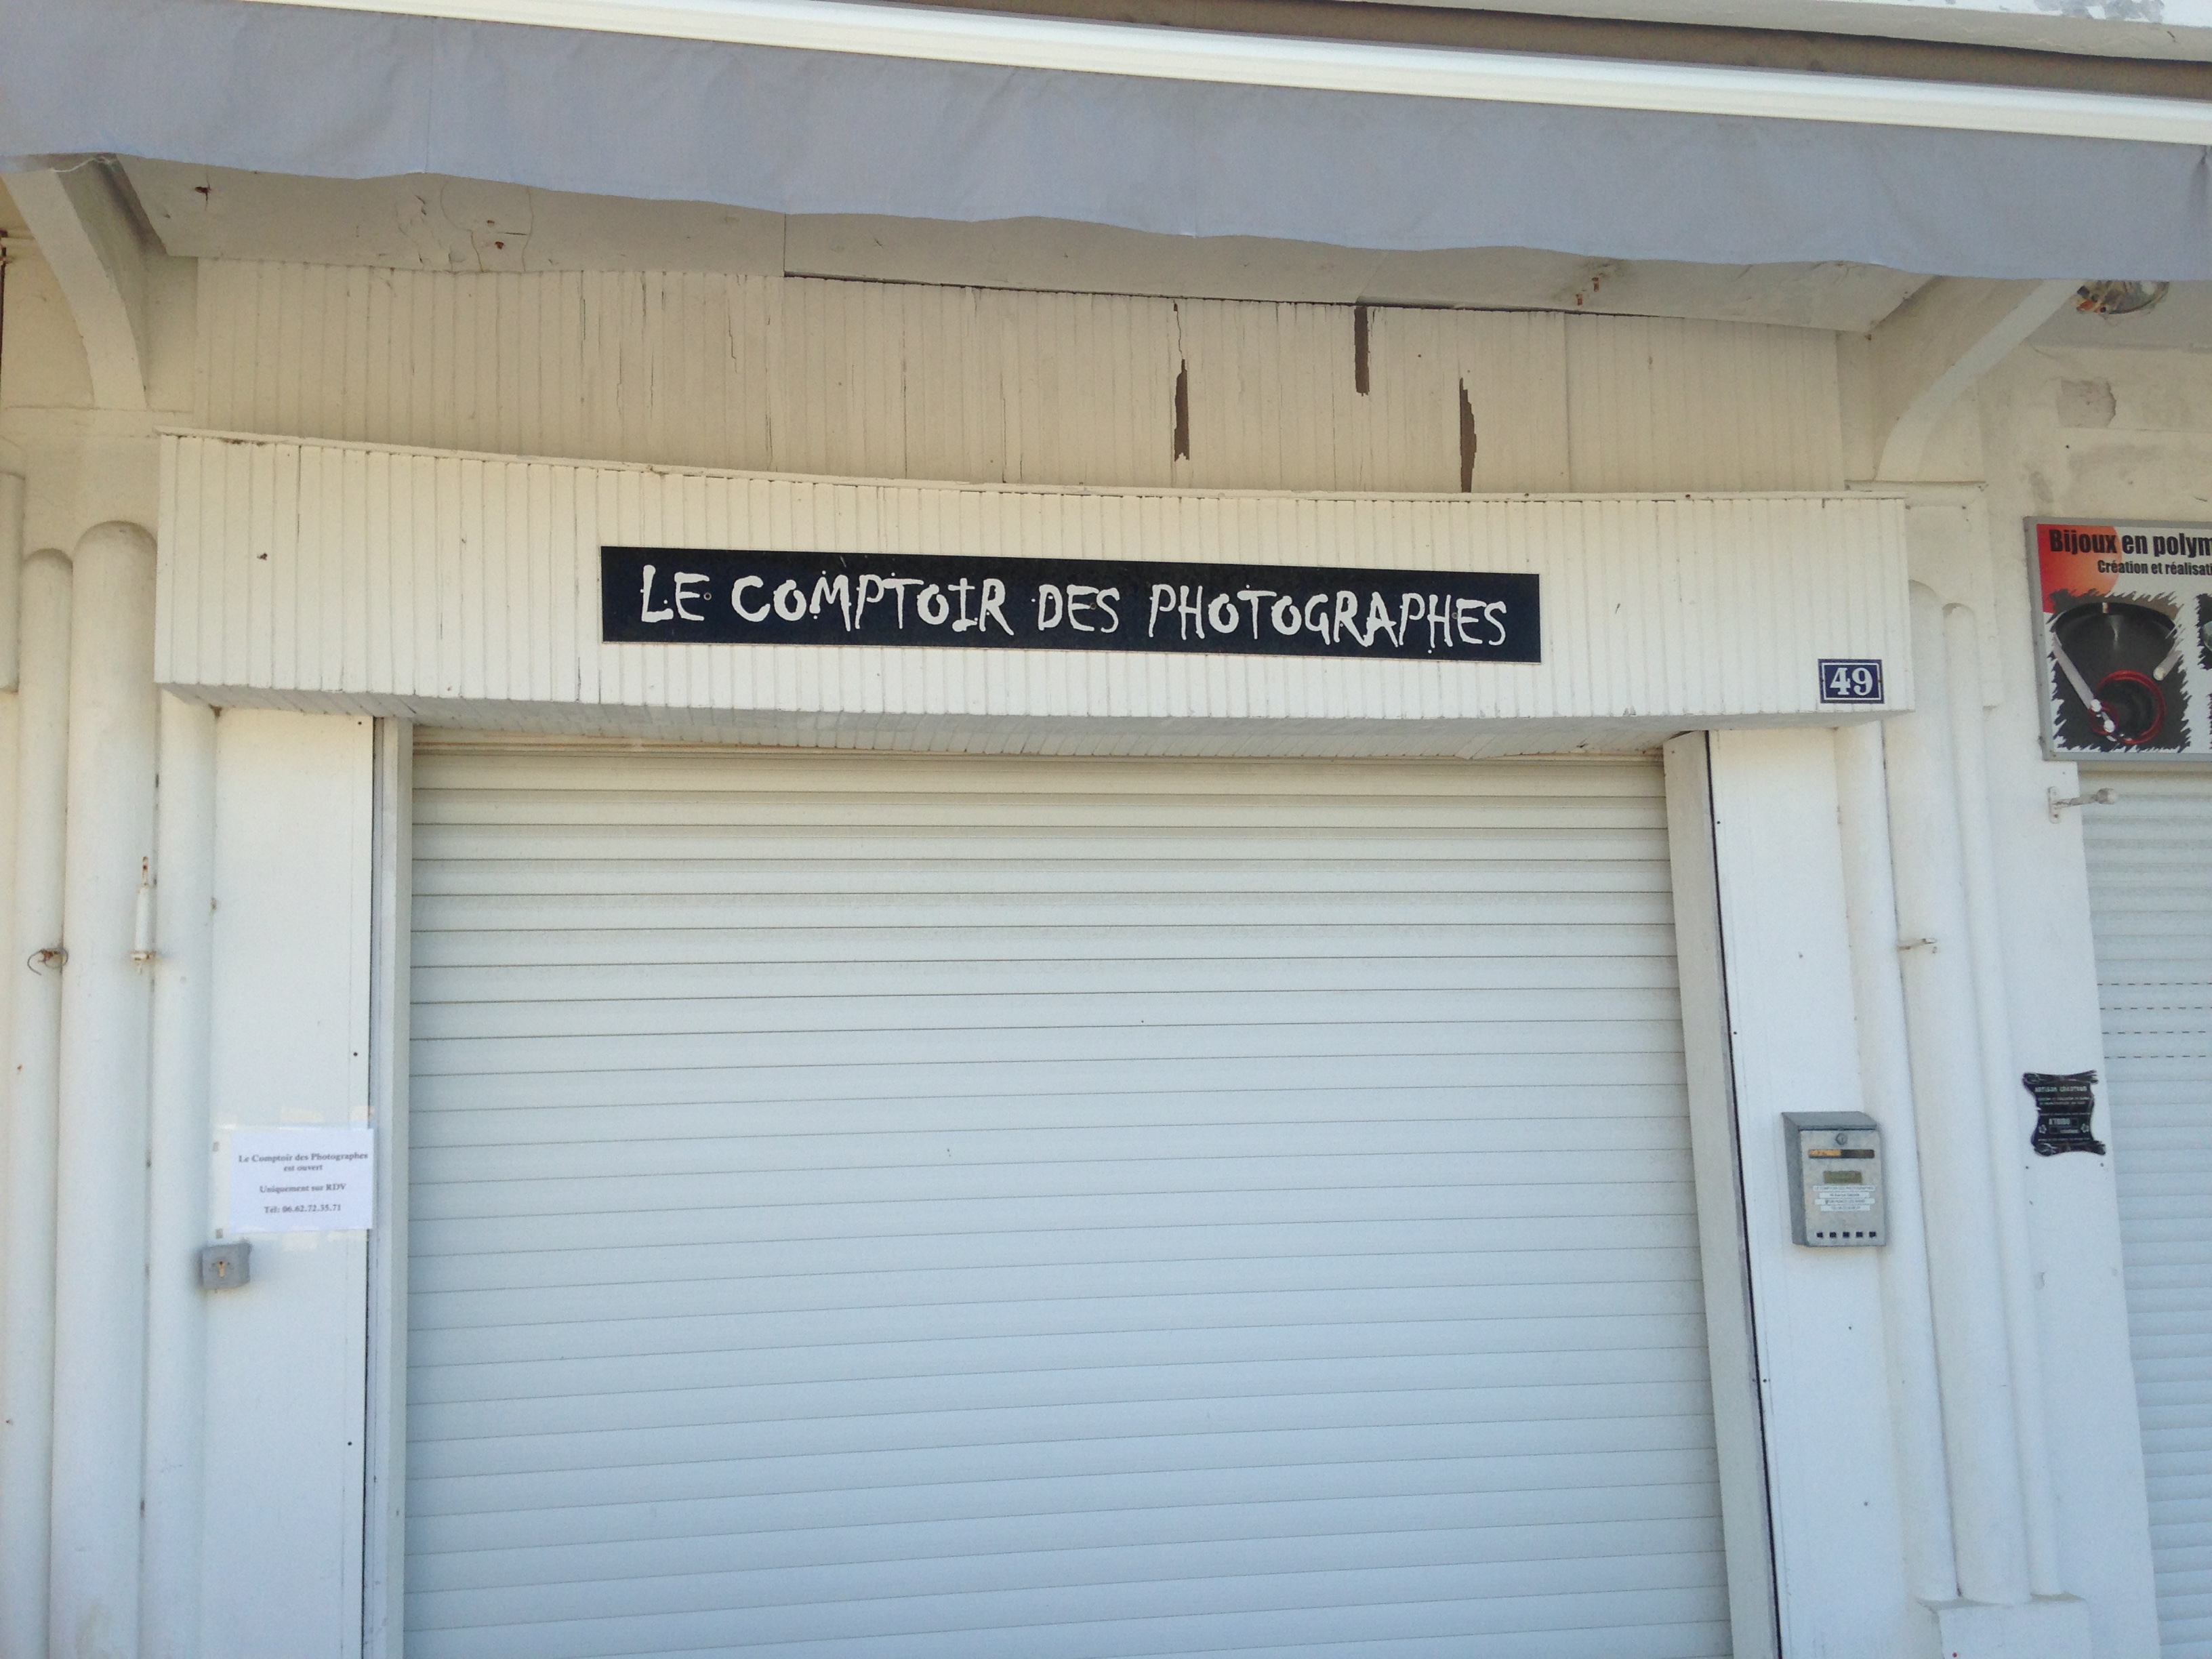 LE COMPTOIR DES PHOTOGRAPHES
49
Bijoux en polym
Création et réalisati
Le Comptoir des Photographes
est ouvert
Uniquement sur RDV
Tél: 06.62.72.35.71